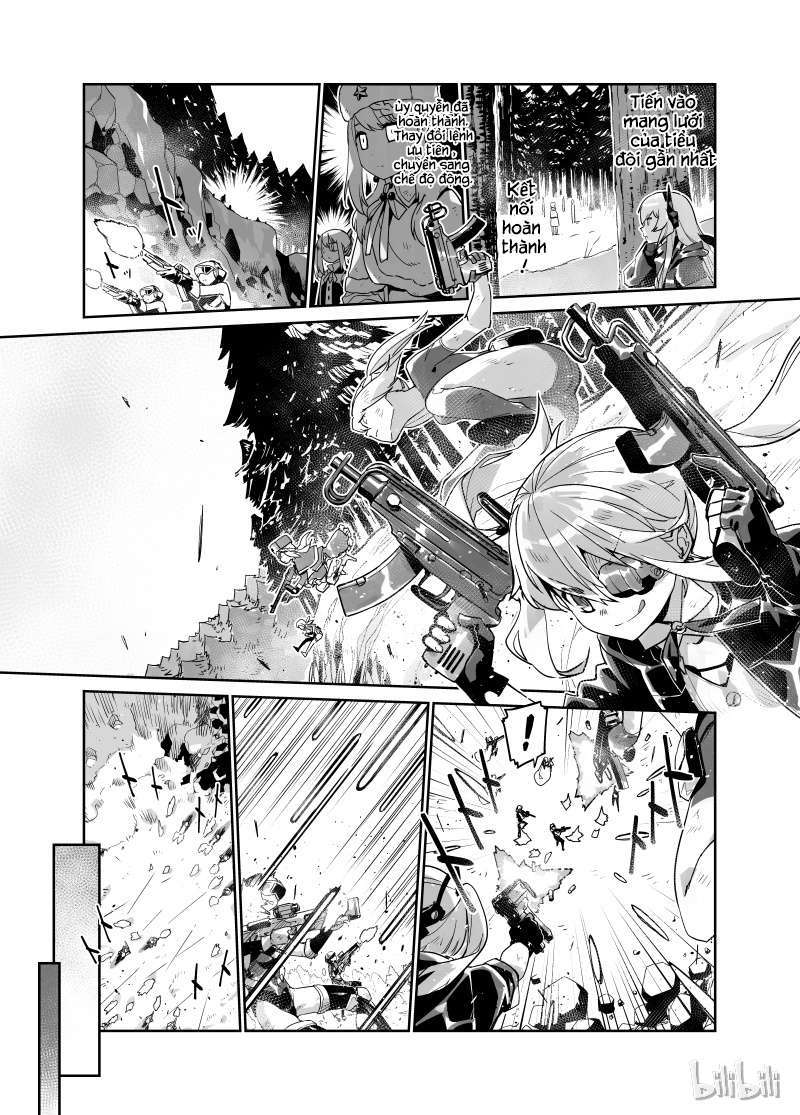 Tiến vào
mạng lưới
của tiểu
đội gần nhất
Kết
nối
hoàn
thành
!
ủy quyền đã
hoàn thành.
Thay đổi lệnh
ưu tiên,
chuyển sang
chế độ động.
!
bilibili